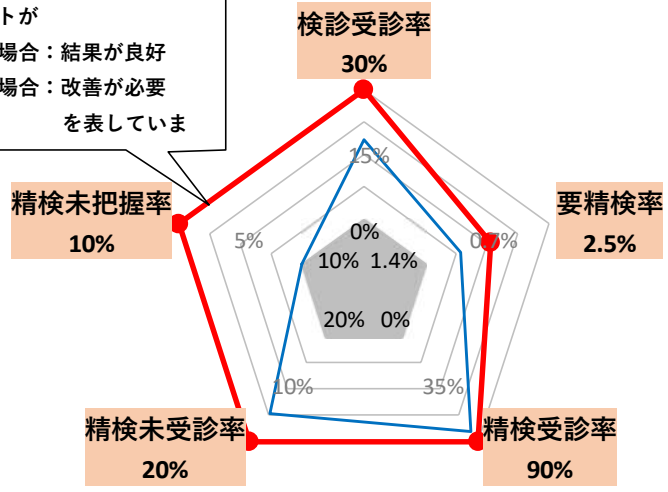 トが
場合：結果が良好
場合：改善が必要
を表していま
検診受診率
30%
15%
精検未把握率
10%
5%
要精検率
2.5%
0.7%
0%
10% 1.4%
20% 0%
10%
35%
精検未受診率
20%
精検受診率
90%